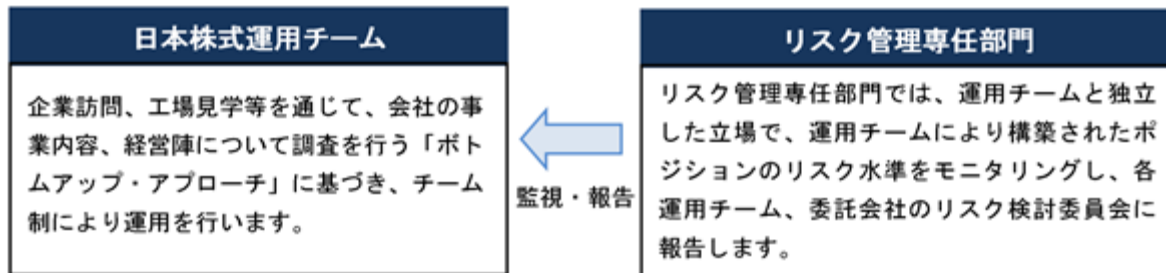 日本株式運用チーム
企業訪問、工場見学等を通じて、会社の事
業内容、経営陣について調査を行う「ボト
ムアップ・アプローチ」に基づき、チーム
制により運用を行います。
監視・報告
リスク管理専任部門
リスク管理専任部門では、運用チームと独立
した立場で、運用チームにより構築されたポ
ジションのリスク水準をモニタリングし、各
運用チーム、委託会社のリスク検討委員会に
報告します。